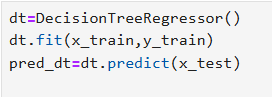 dt=DecisionTreeRegressor()
dt.fit(x_train,y_train)
pred_dt=dt.predict(x_test)